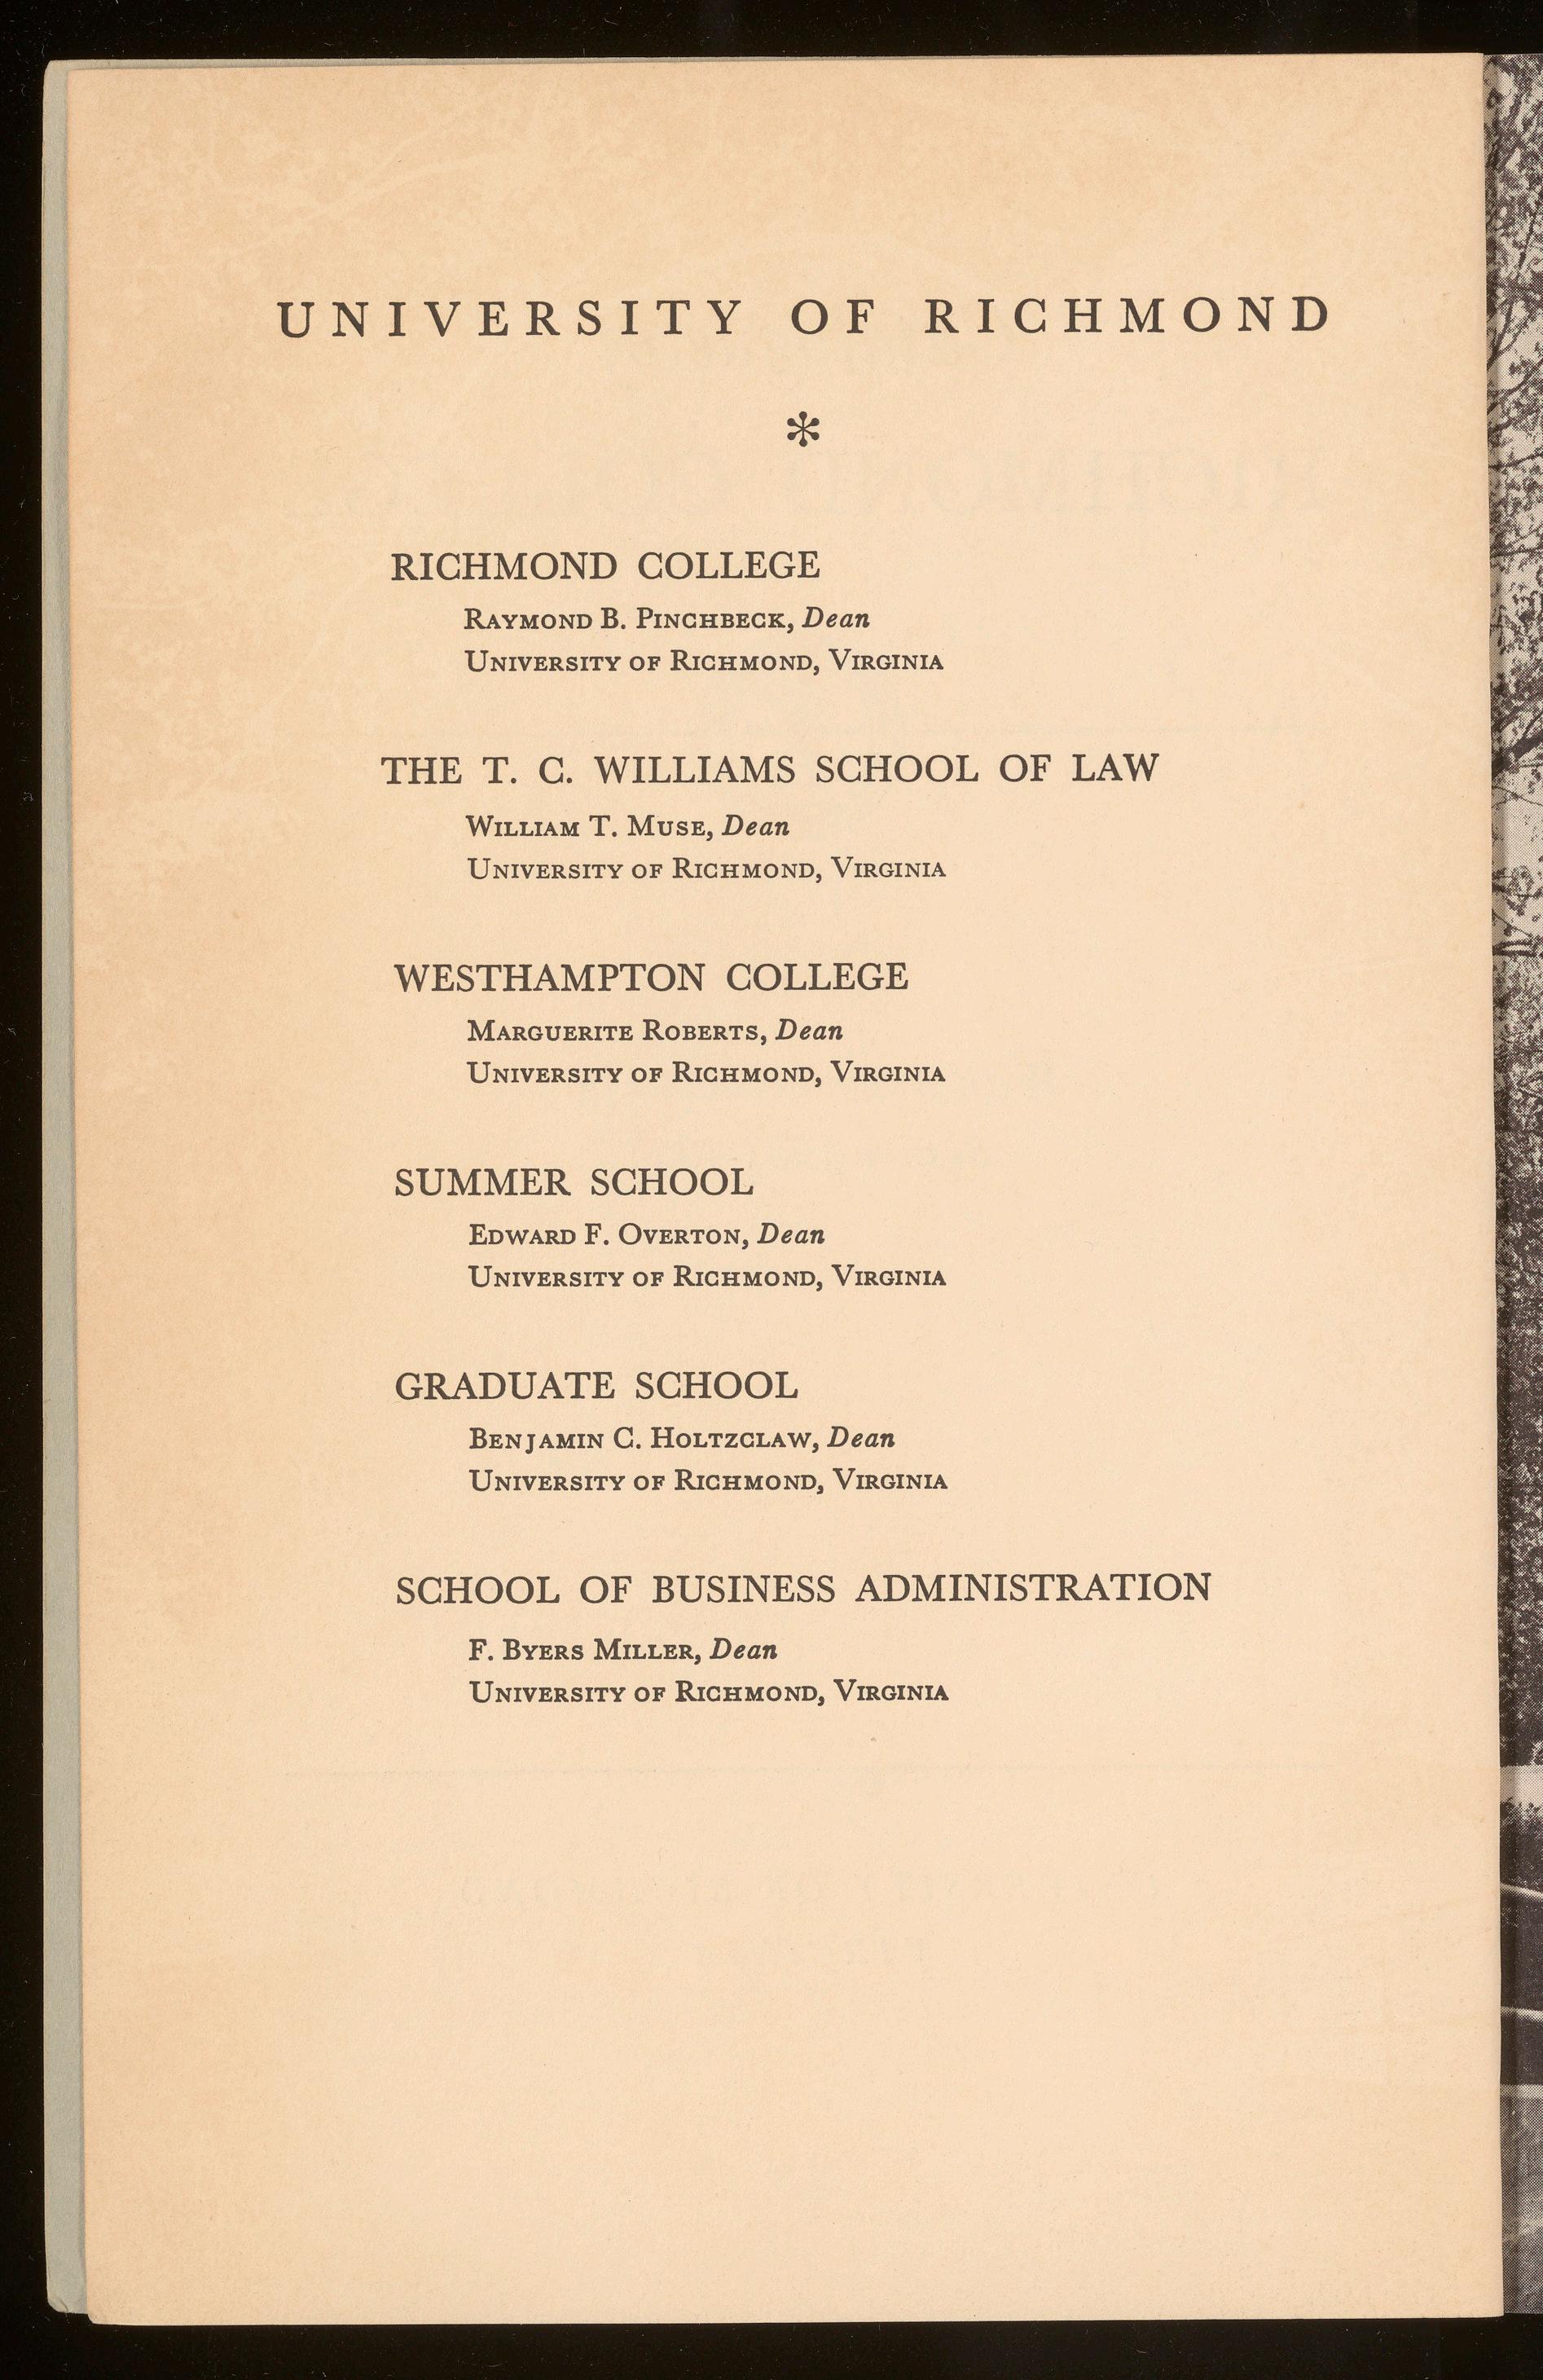 UNIVERSITY OF RICHMOND
*
RICHMOND COLLEGE
RAYMOND B. PINCHBECK, Dean
UNIVERSITY OF RICHMOND, VIRGINIA
THE T. C. WILLIAMS SCHOOL OF LAW
WILLIAM T. MUSE, Dean
UNIVERSITY OF RICHMOND, VIRGINIA
WESTHAMPTON COLLEGE
MARGUERITE ROBERTS, Dean
UNIVERSITY OF RICHMOND, VIRGINIA
SUMMER SCHOOL
EDWARD F. OVERTON, Dean
UNIVERSITY OF RICHMOND, VIRGINIA
GRADUATE SCHOOL
BENJAMIN C. HOLTZCLAW, Dean
UNIVERSITY OF RICHMOND, VIRGINIA
SCHOOL OF BUSINESS ADMINISTRATION
F. BYERS MILLER, Dean
UNIVERSITY OF RICHMOND, VIRGINIA